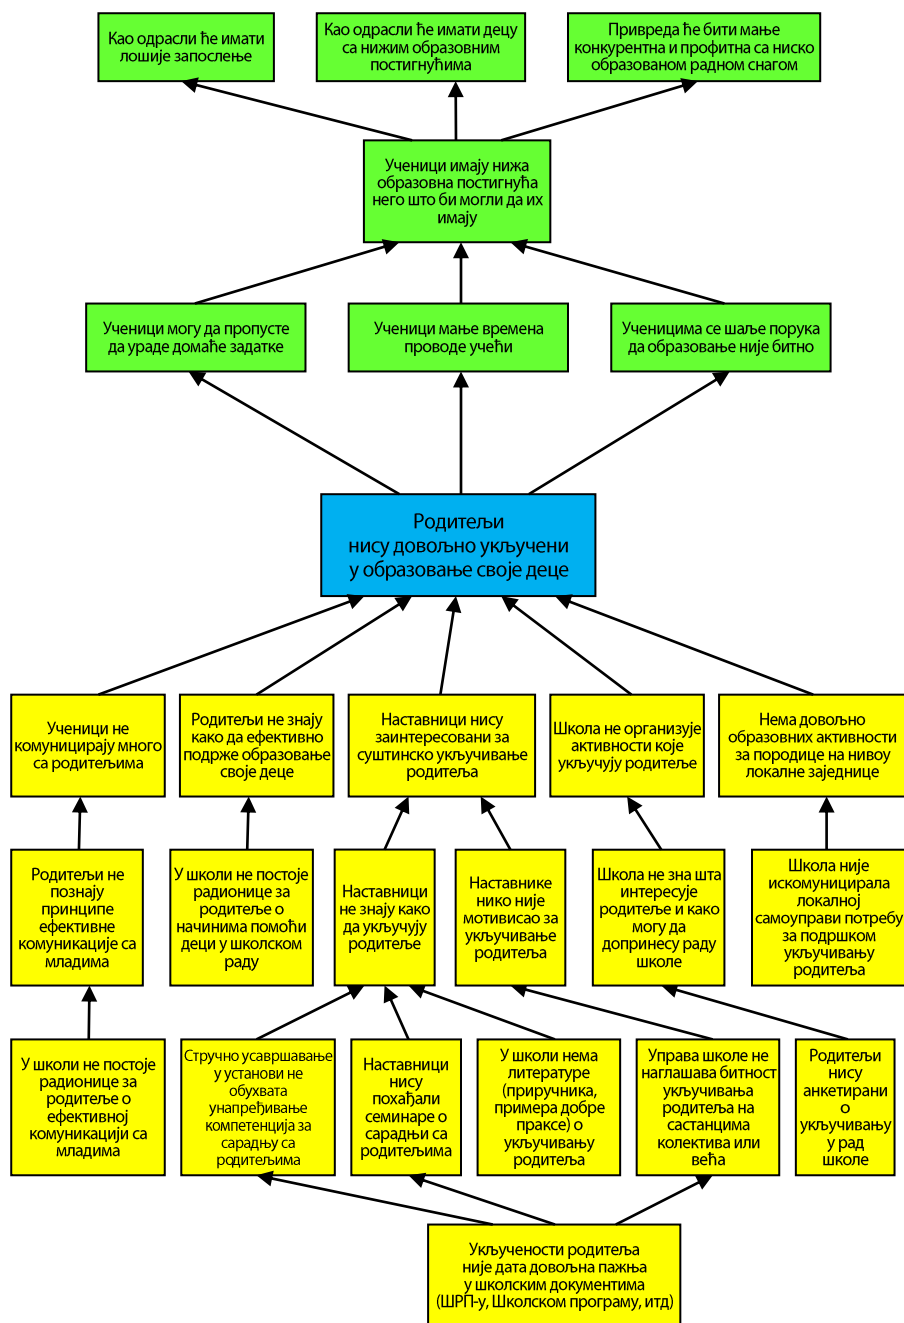 Као одрасли ће имати
лошије запослење
Као одрасли ће имати децу
са нижим образовним
постигнућима
Привреда ће бити мање
конкурентна и профитна са ниско
образованом радном снагом
Ученици имају нижа
образовна постигнућа
него што би могли да их
имају
Ученици могу да пропусте
да ураде домаће задатке
Ученици мање времена
проводе учећи
Ученицима се шаље порука
да образовање није битно
Родитељи
нису довољно укључени
у образовање своје деце
Ученици не
комуницирају много
са родитељима
Родитељи не знају
како да ефективно
подрже образовање
своје деце
Наставници нису
заинтересовани за
суштинско укључивање
родитеља
Школа не организује
активности које
укључују родитеље
Нема довољно
образовних активности
за породице на нивоу
локалне заједнице
Родитељи не
познају
принципе
ефективне
комуникације са
младима
У школи не постоје
радионице за
родитеље о
начинима помоћи
деци у школском
раду
Наставници
не знају како
да укључују
родитеље
Наставнике
нико није
мотивисао за
укључивање
родитеља
Школа не зна шта
интересује
родитеље и како
могу да
допринесу раду
школе
Школа није
искомуницирала
локалној
самоуправи потребу
за подршком
укључивању
родитеља
У школи не постоје
радионице за
родитеље о
ефективној
комуникацији са
младима
Стручно усавршавање
у установи не
обухвата
унапређивање
компетенција за
сарадњу са
родитељима
Наставници
нису
похађали
семинаре о
сарадњи са
родитељима
У школи нема
литературе
(приручника,
примера добре
праксе) о
укључивању
родитеља
Управа школе не
наглашава битност
укључивања
родитеља на
састанцима
колектива или
већа
Родитељи
нису
анкетирани
о
укључивању
у рад
школе
Укључености родитеља
није дата довољна пажња
у школским документима
(ШРП-у, Школском програму, итд)